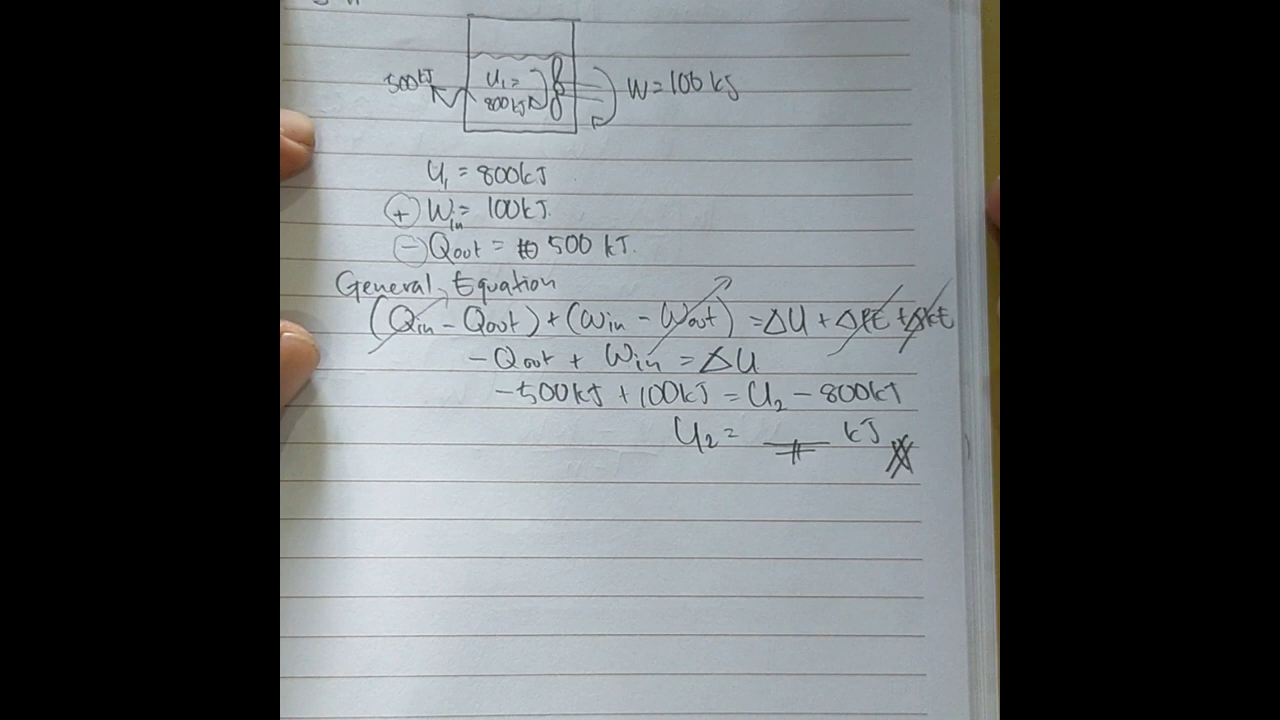 500kJ
U₁ =
800kJ
W = 100 kJ
U₁ = 800kJ
+ Win = 100kJ.
- Qout = 500 kJ.
General Equation
(Qin - Qout) + (Win - Wout) = ΔU + ΔPE + ΔKE
- Qout + Win = ΔU
-500kJ + 100kJ = U₂ - 800kJ
U₂ = ___ kJ